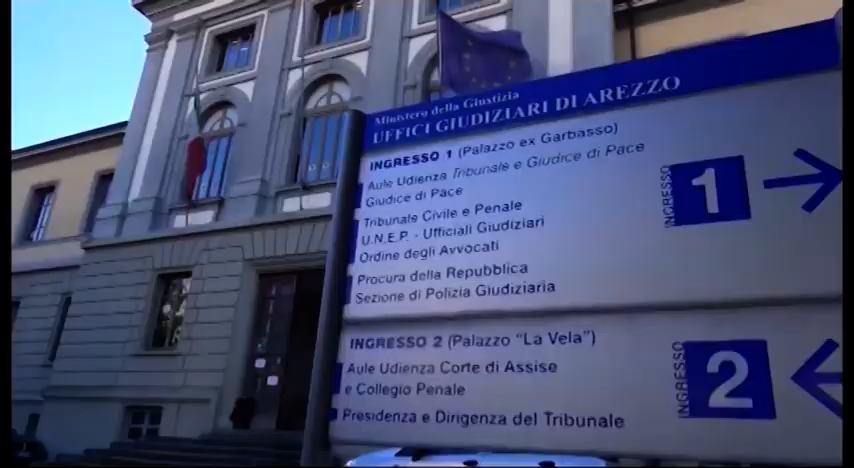 Ministero della Giustizia
UFFICI GIUDIZIARI DI AREZZO
INGRESSO 1 (Palazzo ex Garbasso)
Aule Udienza Tribunale e Giudice di Pace
Giudice di Pace
Tribunale Civile e Penale
U.N.E.P. - Ufficiali Giudiziari
Ordine degli Avvocati
Procura della Repubblica
Sezione di Polizia Giudiziaria
INGRESSO 1
INGRESSO 2 (Palazzo "La Vela")
Aule Udienza Corte di Assise
e Collegio Penale
Presidenza e Dirigenza del Tribunale
INGRESSO 2